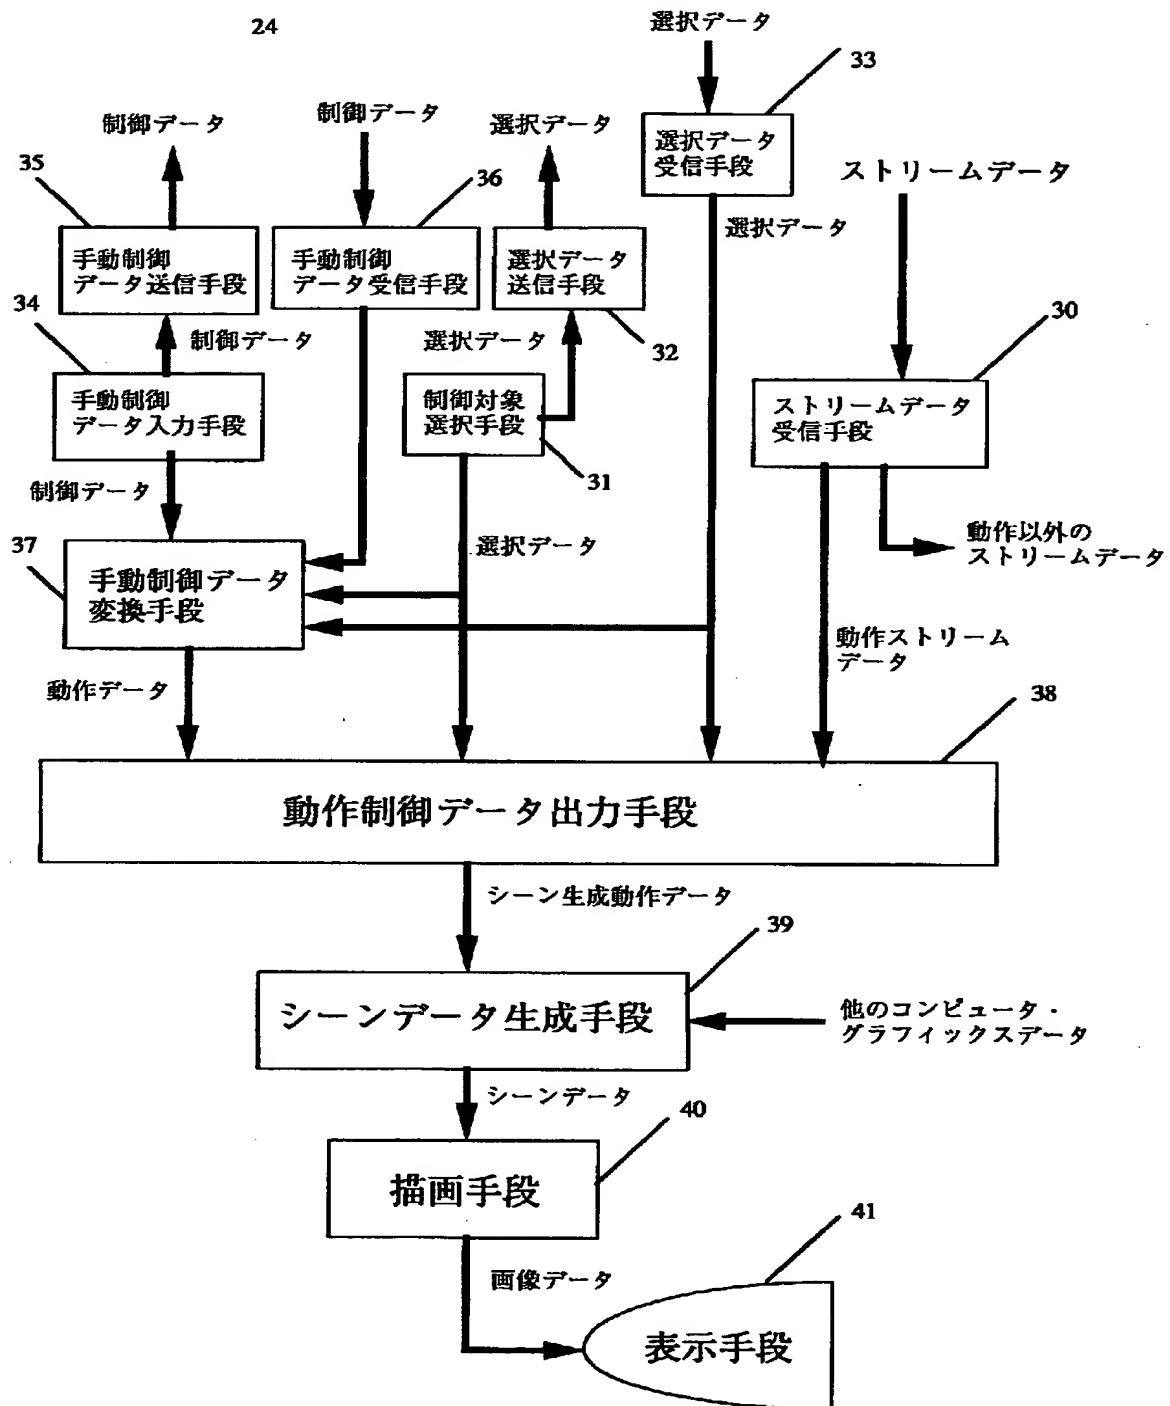 24
選択データ
33
制御データ
制御データ
選択データ
選択データ
受信手段
35
36
ストリームデータ
選択データ
手動制御
データ送信手段
手動制御
データ受信手段
選択データ
送信手段
34
制御データ
選択データ
32
30
手動制御
データ入力手段
制御対象
選択手段
ストリームデータ
受信手段
31
制御データ
37
選択データ
動作以外の
ストリームデータ
手動制御データ
変換手段
動作ストリーム
データ
動作データ
38
動作制御データ出力手段
シーン生成動作データ
39
シーンデータ生成手段
他のコンピュータ・
グラフィックスデータ
シーンデータ
40
描画手段
41
画像データ
表示手段